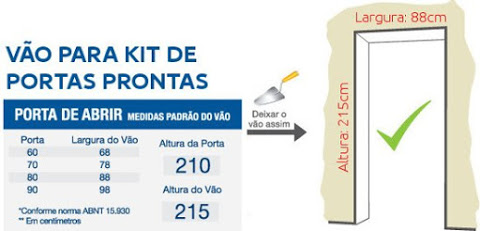 VÃO PARA KIT DE
PORTAS PRONTAS
PORTA DE ABRIR MEDIDAS PADRÃO DO VÃO
Porta Largura do Vão
60 68
70 78
80 88
90 98
*Conforme norma ABNT 15.930
** Em centímetros
Altura da Porta
210
Altura do Vão
215
Deixar o
vão assim
Largura: 88cm
Altura: 215cm